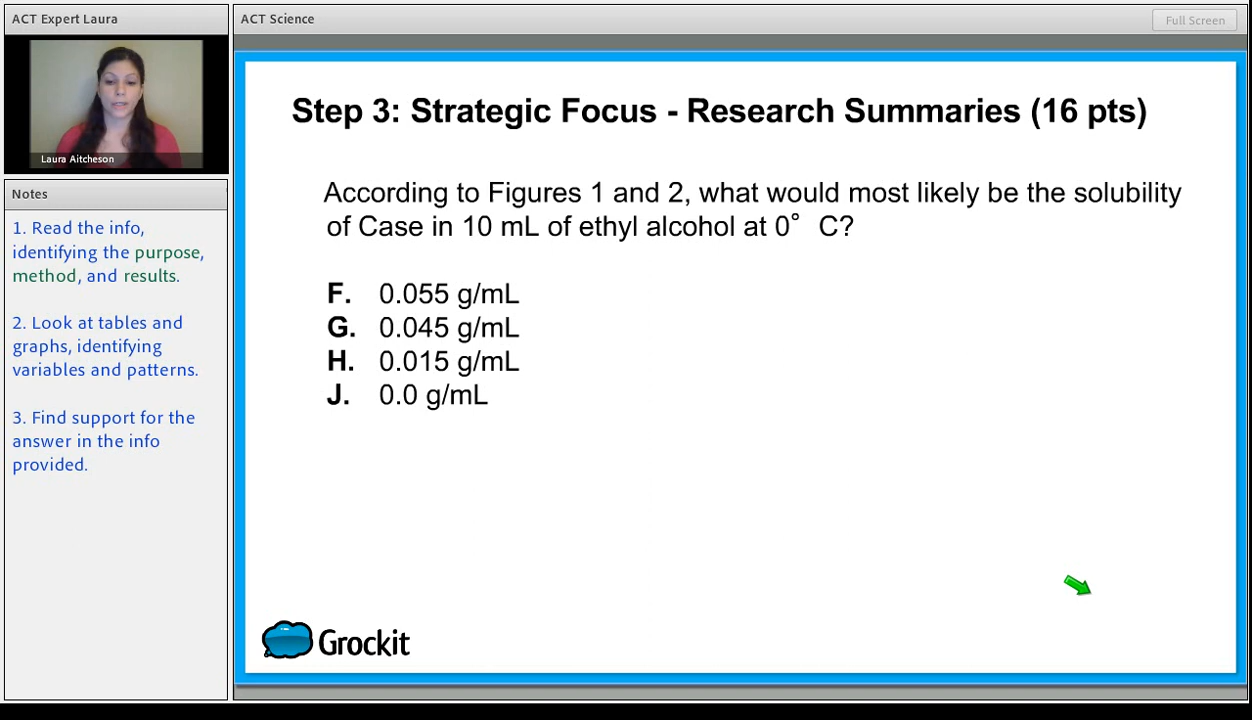 ACT Expert Laura
Laura Aitcheson
Notes
1. Read the info,
identifying the purpose,
method, and results.
2. Look at tables and
graphs, identifying
variables and patterns.
3. Find support for the
answer in the info
provided.
ACT Science
Full Screen
Step 3: Strategic Focus - Research Summaries (16 pts)
According to Figures 1 and 2, what would most likely be the solubility
of Case in 10 mL of ethyl alcohol at 0° C?
F. 0.055 g/mL
G. 0.045 g/mL
H. 0.015 g/mL
J. 0.0 g/mL
Grockit